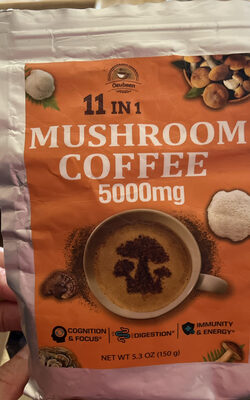 11 IN 1
MUSHROOM
COFFEE
5000mg
COGNITION & FOCUS*
DIGESTION*
IMMUNITY & ENERGY*
NET WT 5.3 OZ (150 g)